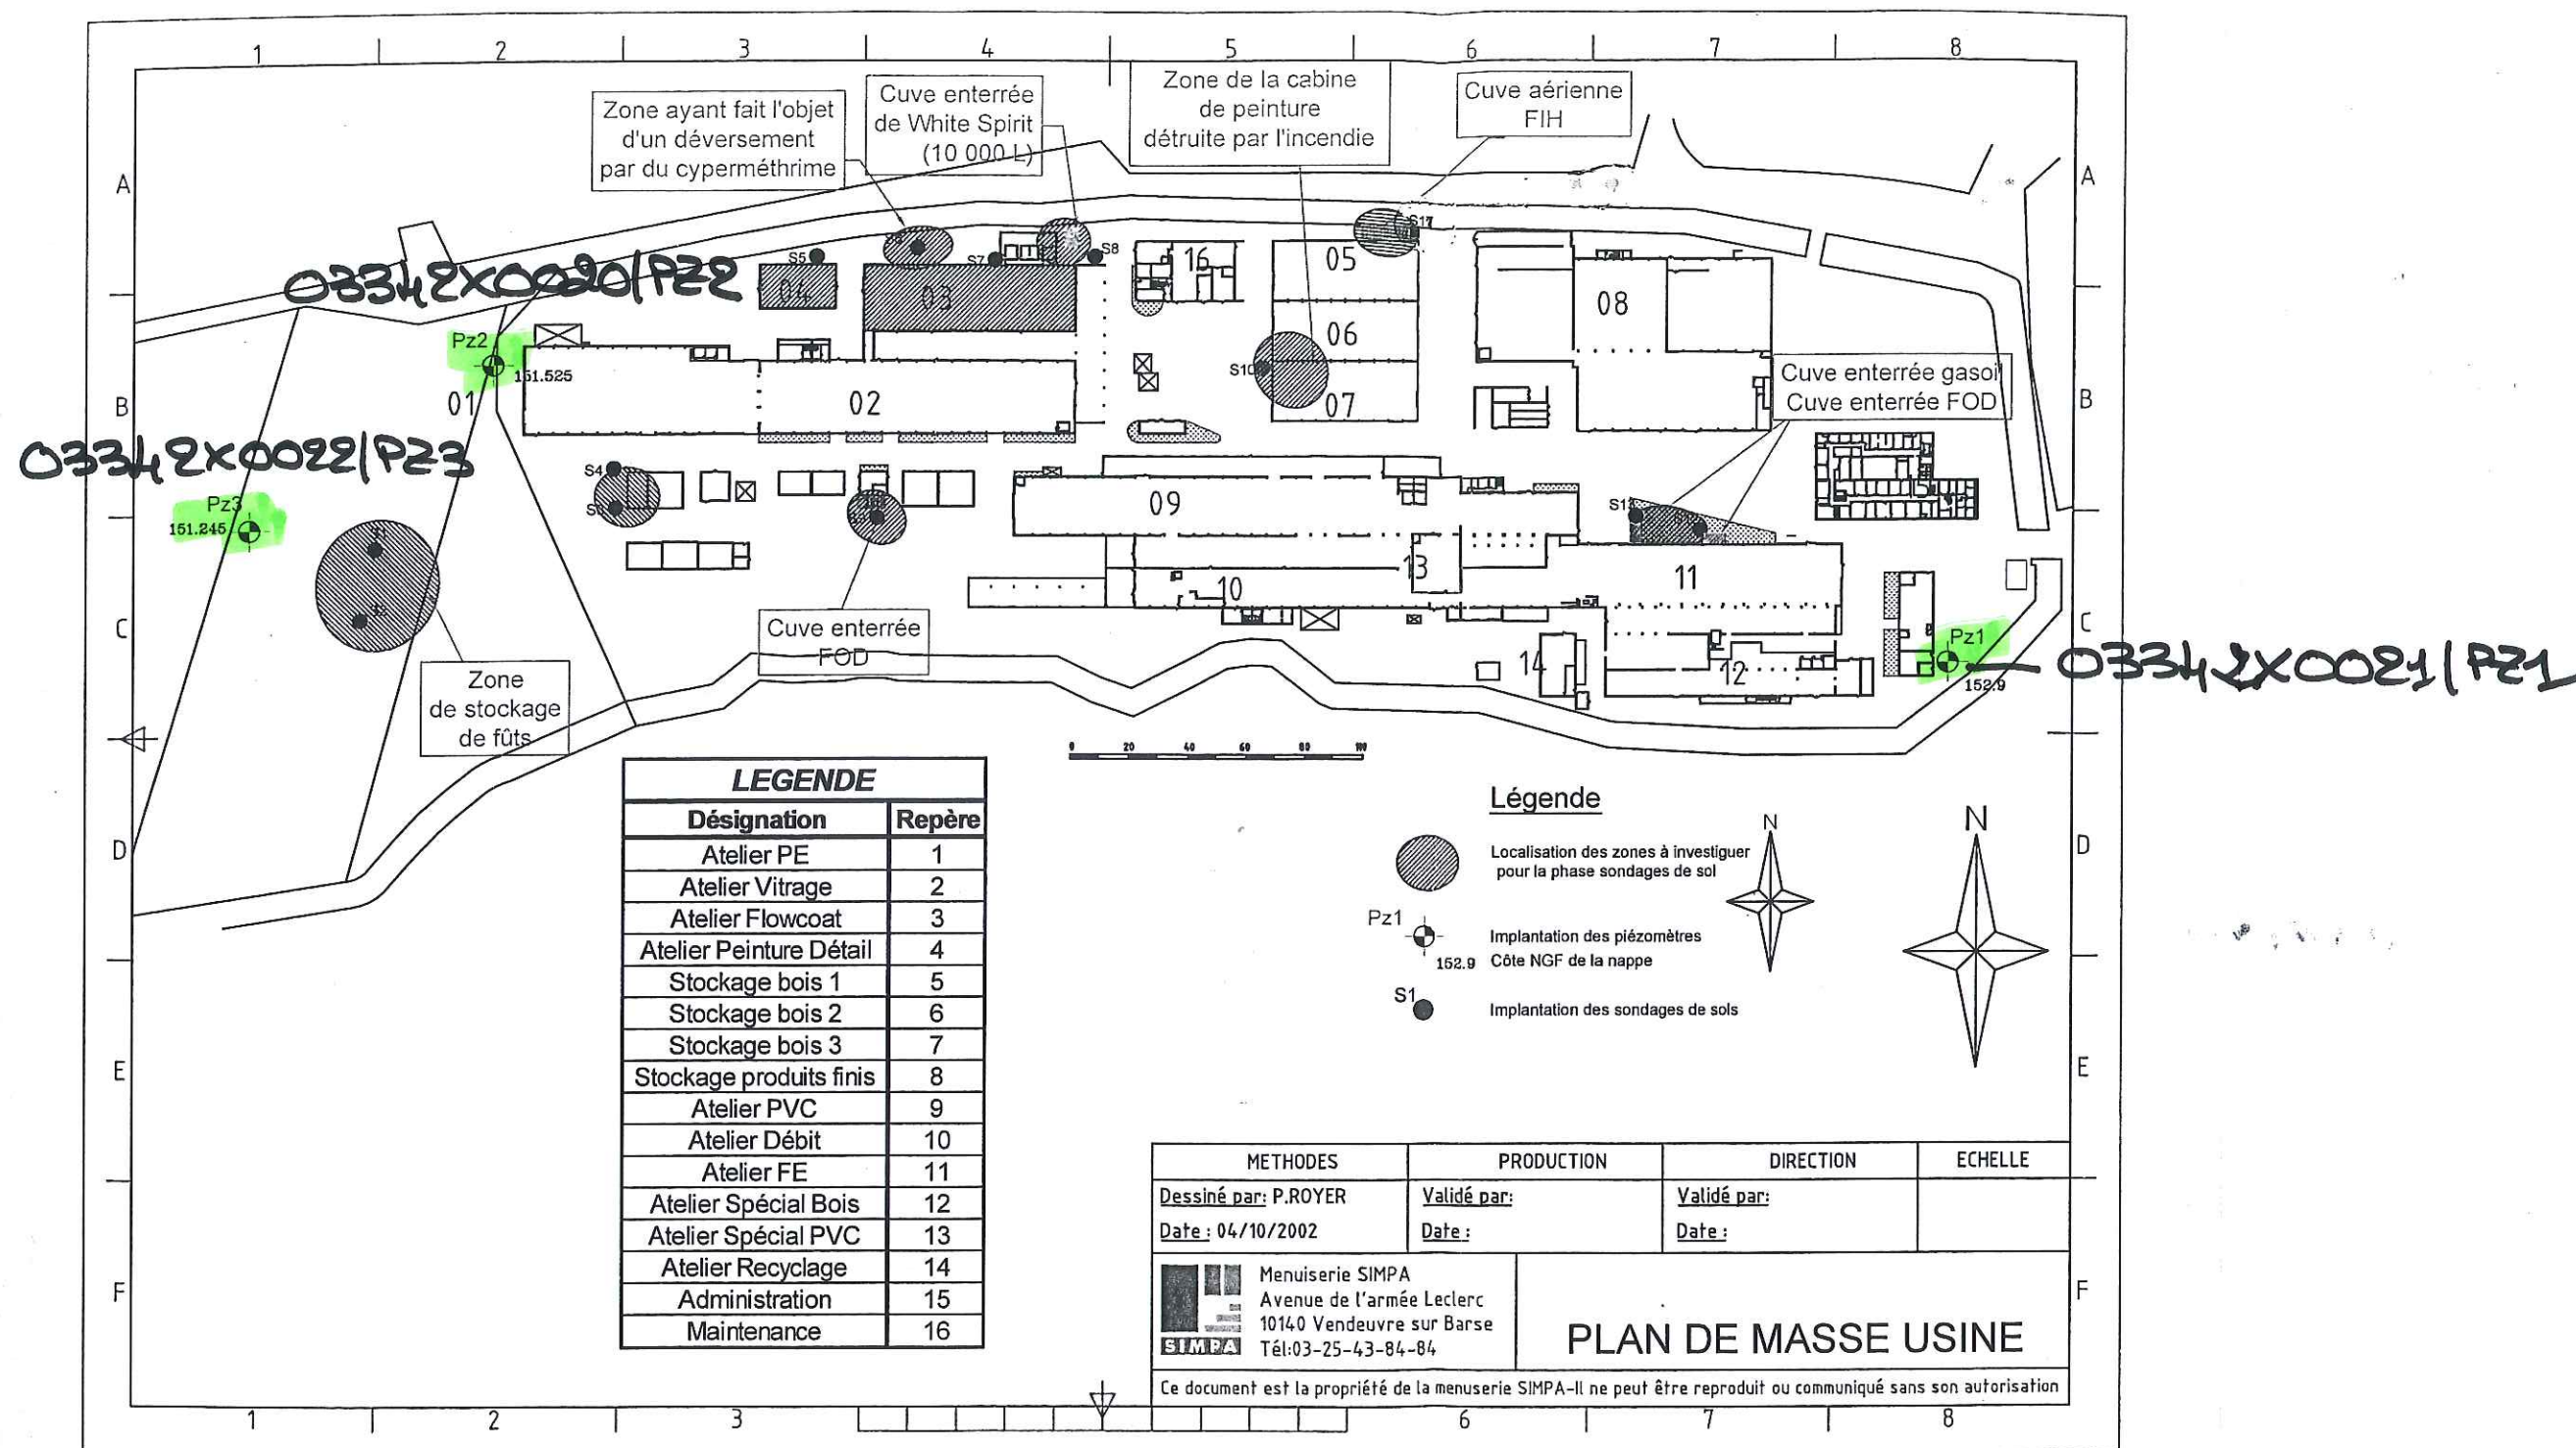 1 2 3 4 5 6 7 8
Zone ayant fait l'objet
d'un déversement
par du cyperméthrime
Cuve enterrée
de White Spirit
(10 000 L)
Zone de la cabine
de peinture
détruite par l'incendie
Cuve aérienne
FIH
A
A
S17
S5
S7
S8
16
05
04
03
08
03342X0020/PZ2
Pz2
151.525
06
S10
07
Cuve enterrée gasoil
Cuve enterrée FOD
B
01
02
B
03342X0022/PZ3
S4
Pz3
151.245
09
S13
13
10
11
C
C
Cuve enterrée
FOD
Zone
de stockage
de fûts
14
12
Pz1
152.9
03342X0021/PZ1
0 20 40 60 80 100
LEGENDE
Désignation Repère
Atelier PE 1
Atelier Vitrage 2
Atelier Flowcoat 3
Atelier Peinture Détail 4
Stockage bois 1 5
Stockage bois 2 6
Stockage bois 3 7
Stockage produits finis 8
Atelier PVC 9
Atelier Débit 10
Atelier FE 11
Atelier Spécial Bois 12
Atelier Spécial PVC 13
Atelier Recyclage 14
Administration 15
Maintenance 16
Légende
N
N
D
D
Localisation des zones à investiguer
pour la phase sondages de sol
Pz1
Implantation des piézomètres
152.9 Côte NGF de la nappe
S1
Implantation des sondages de sols
E
E
METHODES PRODUCTION DIRECTION ECHELLE
Dessiné par: P.ROYER Validé par: Validé par:
Date : 04/10/2002 Date : Date :
F
F
Menuiserie SIMPA
Avenue de l'armée Leclerc
10140 Vendeuvre sur Barse
SIMPA Tél:03-25-43-84-84
PLAN DE MASSE USINE
Ce document est la propriété de la menuserie SIMPA-Il ne peut être reproduit ou communiqué sans son autorisation
1 2 3 6 7 8